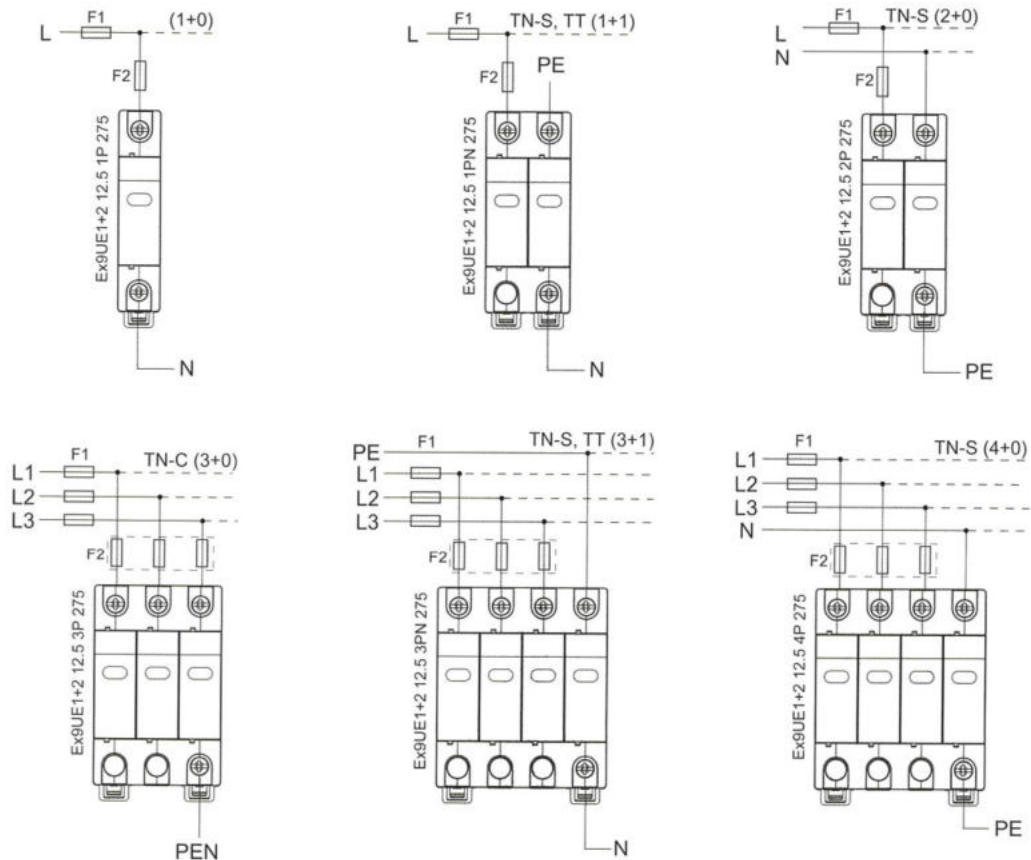 F1 (1+0)
L
F2
Ex9UE1+2 12.5 1P 275
N
F1 TN-S, TT (1+1)
L
PE
F2
Ex9UE1+2 12.5 1PN 275
N
F1 TN-S (2+0)
L
N
F2
Ex9UE1+2 12.5 2P 275
PE
F1
TN-C (3+0)
L1
L2
L3
F2
Ex9UE1+2 12.5 3P 275
PEN
F1 TN-S, TT (3+1)
PE
L1
L2
L3
F2
Ex9UE1+2 12.5 3PN 275
N
F1
TN-S (4+0)
L1
L2
L3
N
F2
Ex9UE1+2 12.5 4P 275
PE